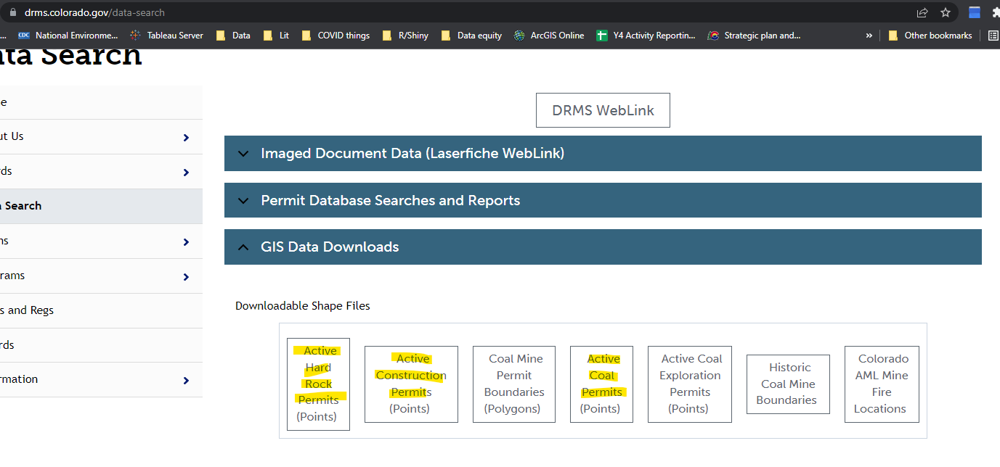 drms.colorado.gov/data-search
... CDC National Environme... Tableau Server Data Lit COVID things R/Shiny Data equity ArcGIS Online Y4 Activity Reportin... Strategic plan and... » Other bookmarks
ta Search
e
ut Us
rds
Search
ns
rams
s and Regs
rds
rmation
DRMS WebLink
Imaged Document Data (Laserfiche WebLink)
Permit Database Searches and Reports
GIS Data Downloads
Downloadable Shape Files
Active
Hard
Rock
Permits
(Points)
Active
Construction
Permits
(Points)
Coal Mine
Permit
Boundaries
(Polygons)
Active
Coal
Permits
(Points)
Active Coal
Exploration
Permits
(Points)
Historic
Coal Mine
Boundaries
Colorado
AML Mine
Fire
Locations